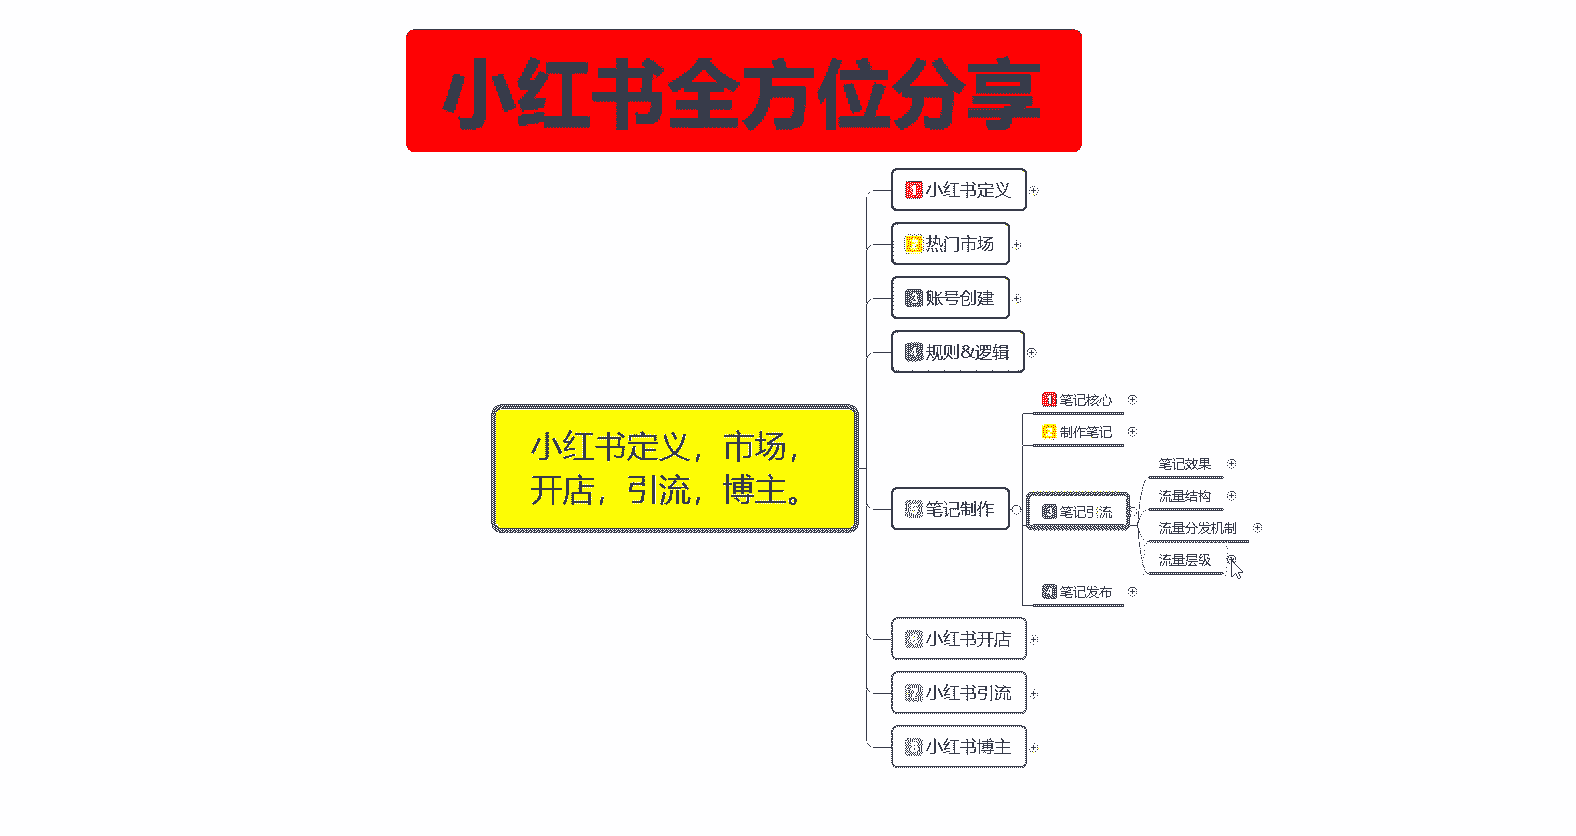 小红书全方位分享
1 小红书定义
2 热门市场
3 账号创建
4 规则&逻辑
小红书定义，市场，
开店，引流，博主。
5 笔记制作
1 笔记核心
2 制作笔记
3 笔记引流
笔记效果
流量结构
流量分发机制
流量层级
4 笔记发布
6 小红书开店
7 小红书引流
8 小红书博主